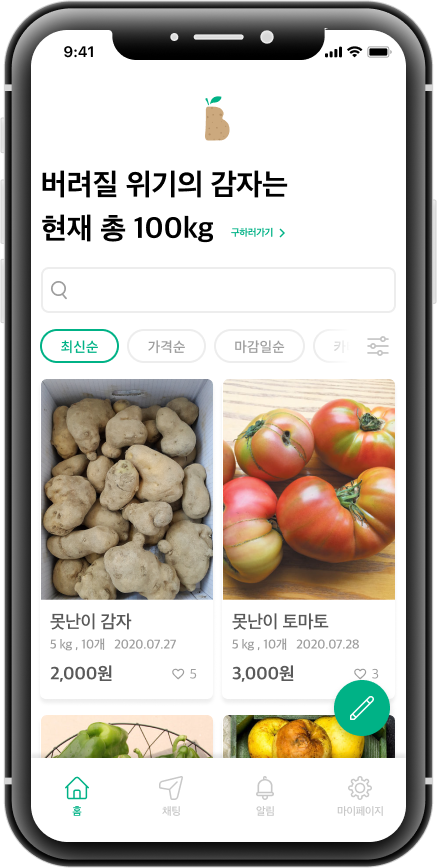 9:41
버려질 위기의 감자는
현재 총 100kg 구하러가기 >
최신순 가격순 마감일순
못난이 감자
5 kg , 10개 2020.07.27
2,000원 5
못난이 토마토
5 kg , 10개 2020.07.28
3,000원 3
홈 채팅 알림 마이페이지